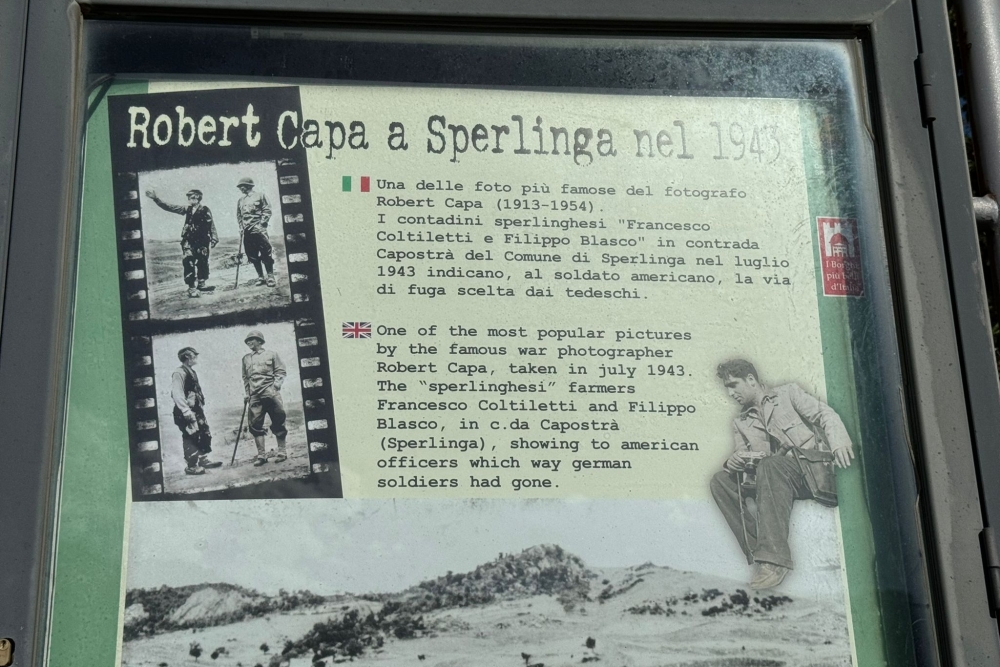 Robert Capa a Sperlinga nel 1943
Una delle foto più famose del fotografo
Robert Capa (1913-1954).
I contadini sperlinghesi "Francesco
Coltiletti e Filippo Blasco" in contrada
Capostrà del Comune di Sperlinga nel luglio
1943 indicano, al soldato americano, la via
di fuga scelta dai tedeschi.
One of the most popular pictures
by the famous war photographer
Robert Capa, taken in july 1943.
The “sperlinghesi” farmers
Francesco Coltiletti and Filippo
Blasco, in c.da Capostrà
(Sperlinga), showing to american
officers which way german
soldiers had gone.
I Borghi
più belli
d'Italia